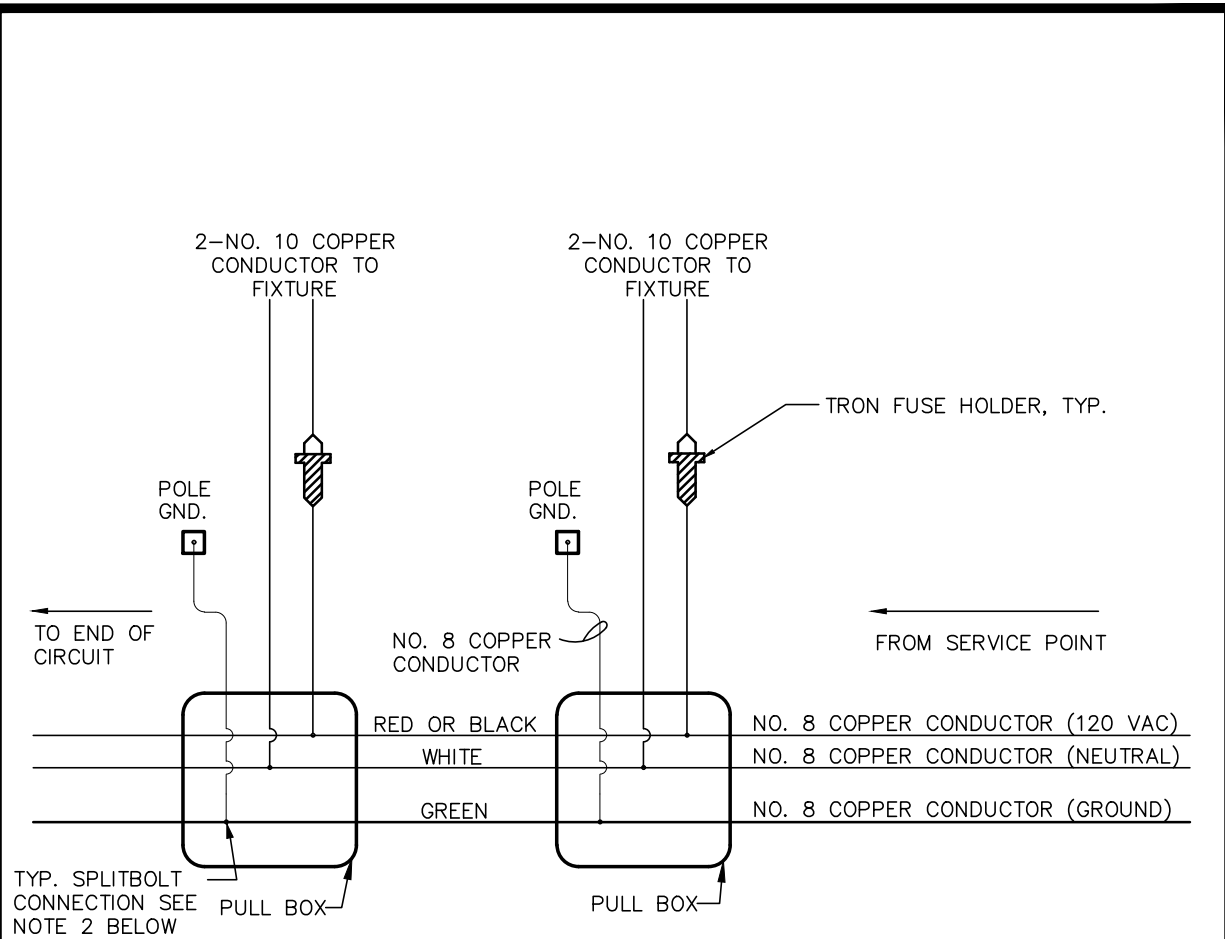 2-NO. 10 COPPER
CONDUCTOR TO
FIXTURE
2-NO. 10 COPPER
CONDUCTOR TO
FIXTURE
TRON FUSE HOLDER, TYP.
POLE
GND.
POLE
GND.
TO END OF
CIRCUIT
NO. 8 COPPER
CONDUCTOR
FROM SERVICE POINT
RED OR BLACK
NO. 8 COPPER CONDUCTOR (120 VAC)
WHITE
NO. 8 COPPER CONDUCTOR (NEUTRAL)
GREEN
NO. 8 COPPER CONDUCTOR (GROUND)
TYP. SPLITBOLT
CONNECTION SEE
NOTE 2 BELOW
PULL BOX
PULL BOX